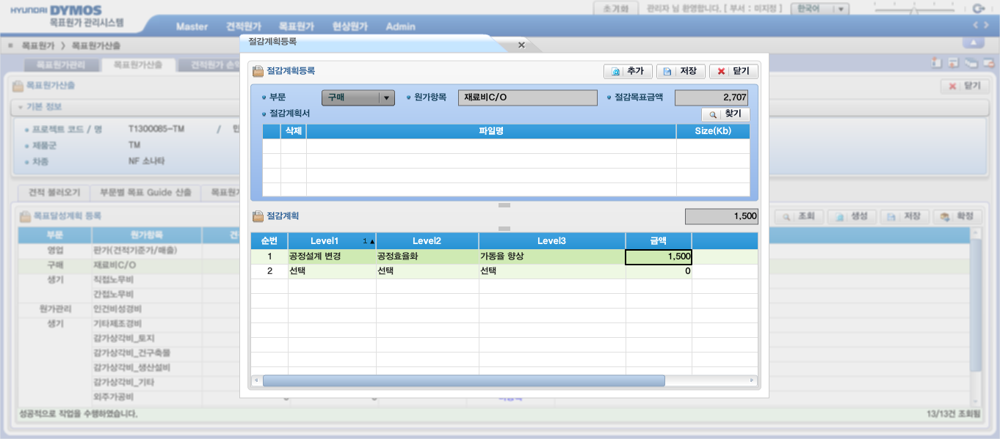 HYUNDAI DYMOS
목표원가 관리시스템
초기화 관리자 님 환영합니다. [ 부서 : 미지정 ] 한국어
Master 견적원가 목표원가 현상원가 Admin
목표원가 > 목표원가산출
절감계획등록
목표원가관리 목표원가산출 견적원가 손익
목표원가산출
닫기
기본 정보
프로젝트 코드 / 명 T1300085-TM /
제품군 TM
차종 NF 소나타
견적 불러오기 부문별 목표 Guide 산출 목표원가
목표달성계획 등록
조회 생성 저장 확정
부문 원가항목 견
영업 판가(견적기준가/매출)
구매 재료비C/O
생기 직접노무비
간접노무비
원가관리 인건비성경비
생기 기타제조경비
감가상각비_토지
감가상각비_건구축물
감가상각비_생산설비
감가상각비_기타
외주가공비
성공적으로 작업을 수행하였습니다.
13/13건 조회됨
절감계획등록
추가 저장 닫기
부문 구매 원가항목 재료비C/O 절감목표금액 2,707
절감계획서 찾기
삭제 파일명 Size(Kb)
절감계획 1,500
순번 Level1 1 Level2 Level3 금액
1 공정설계 변경 공정효율화 가동율 향상 1,500
2 선택 선택 선택 0